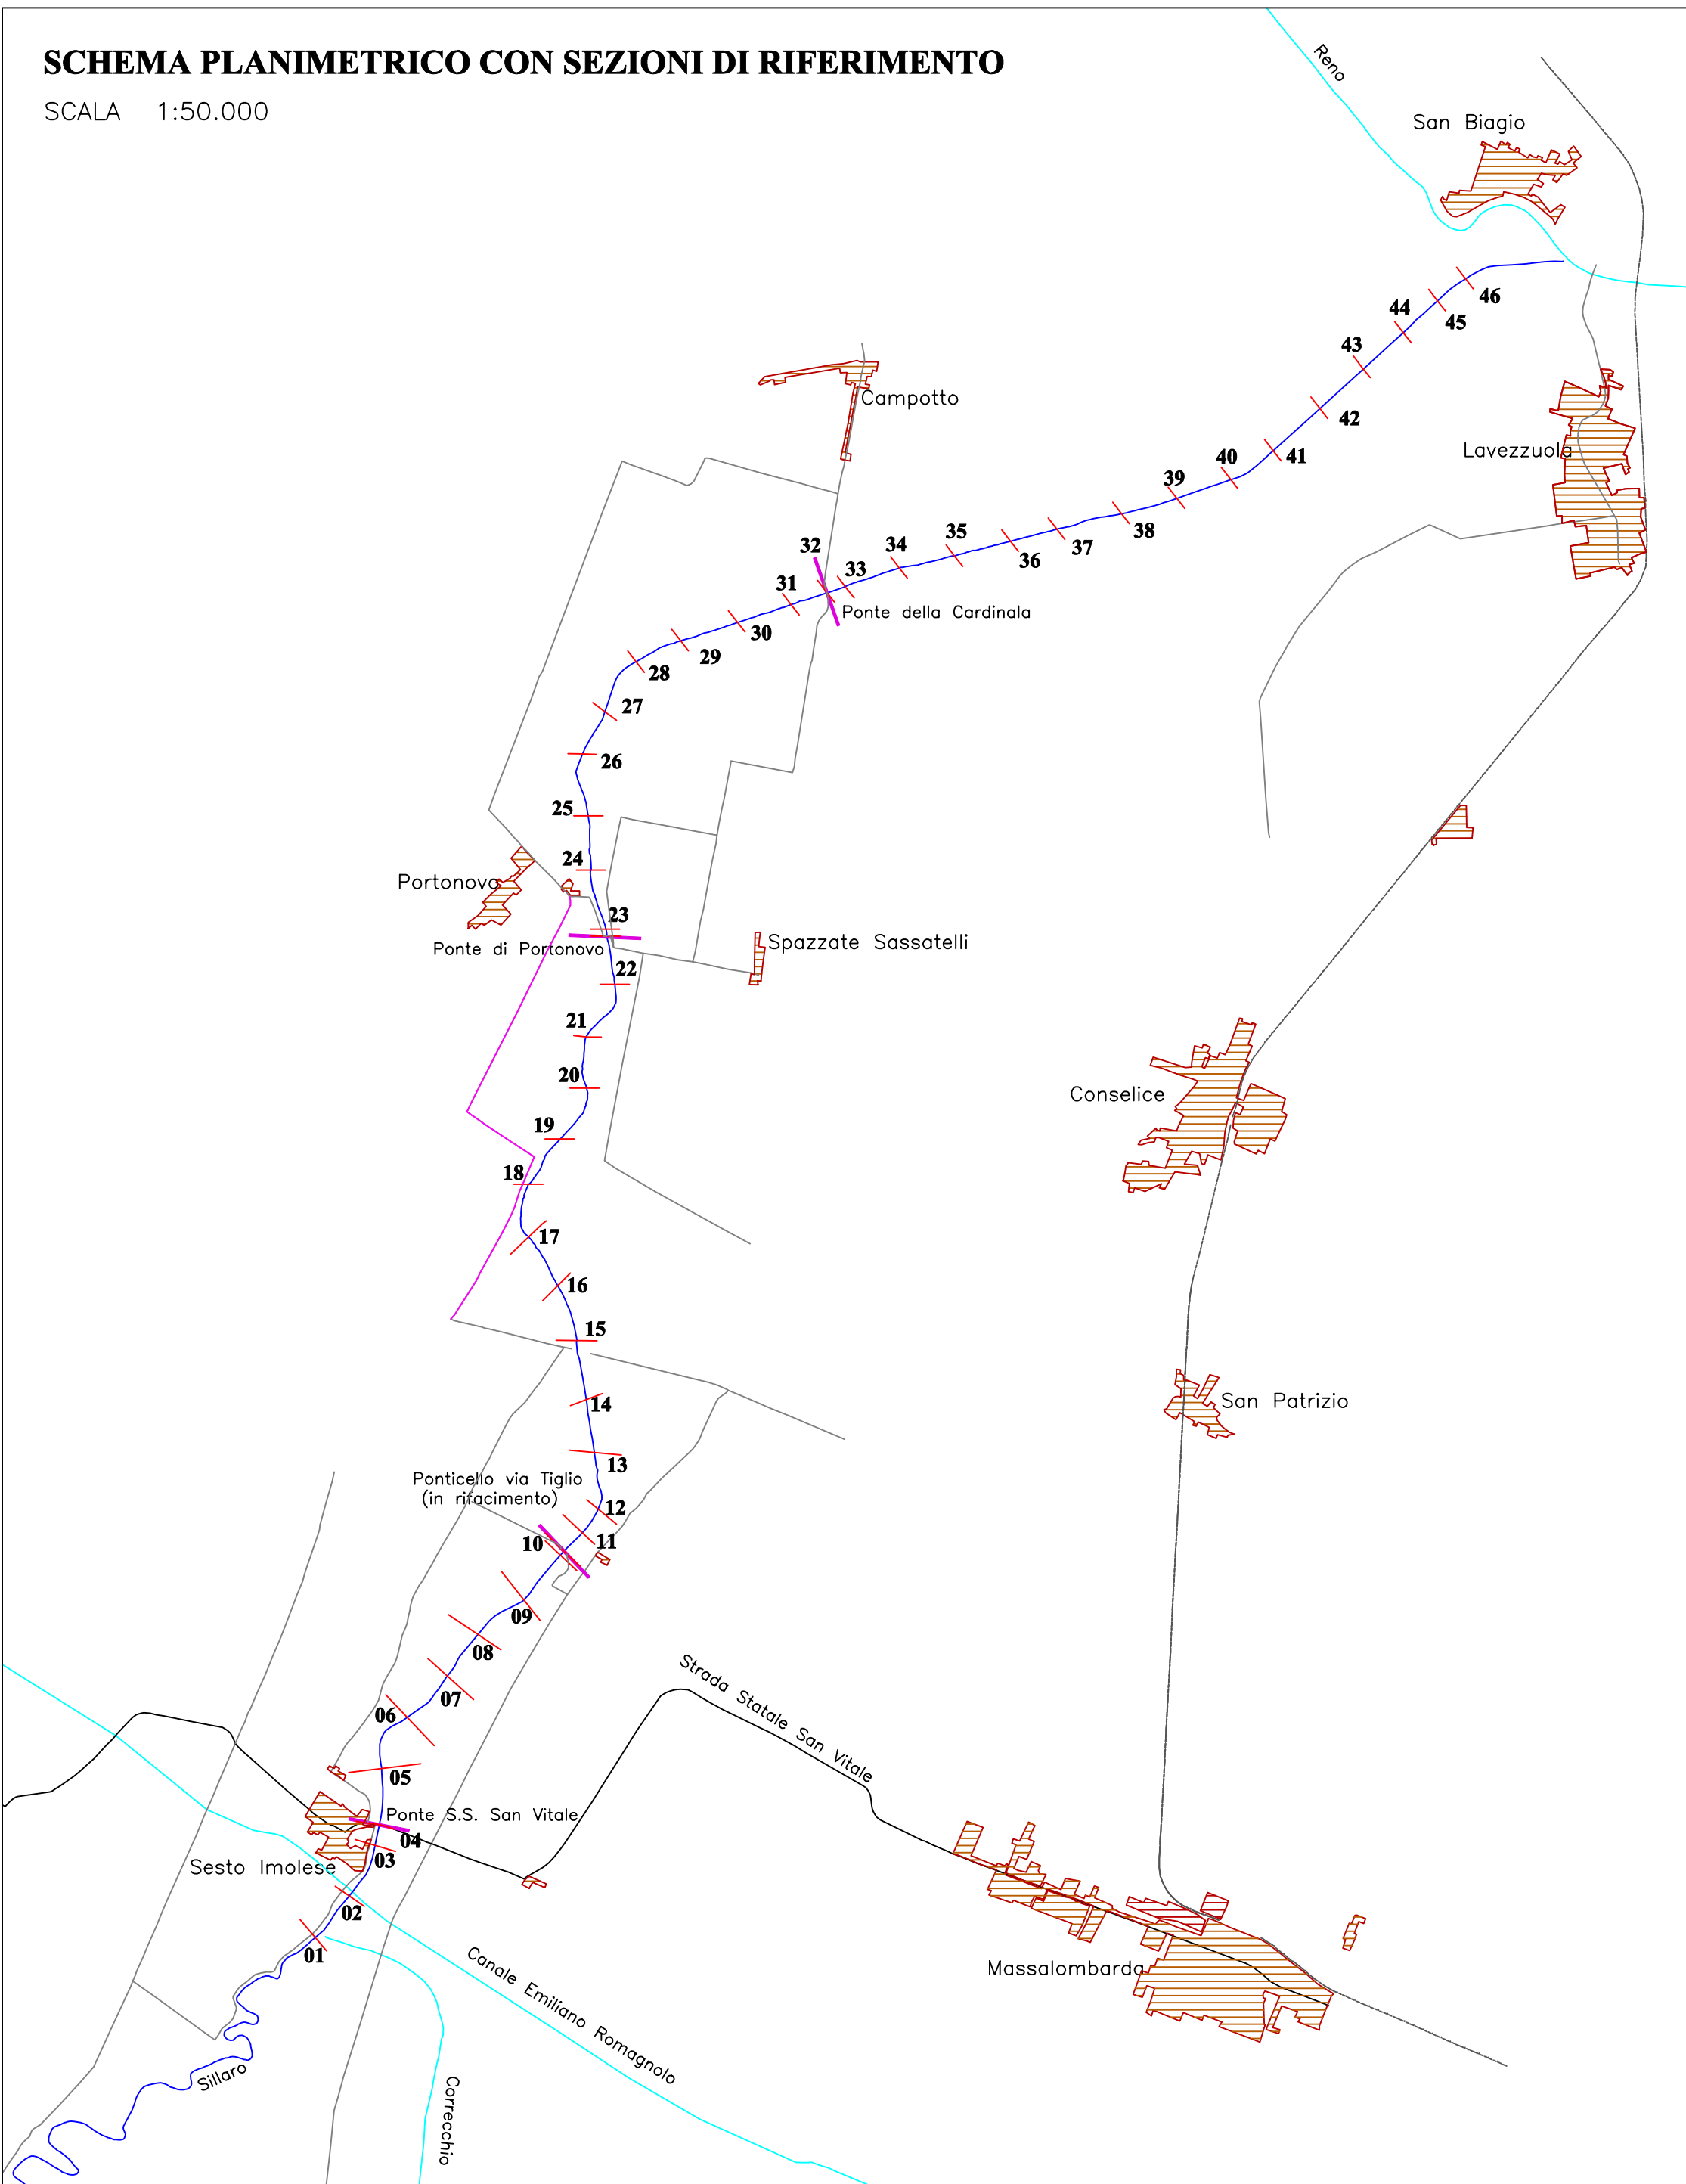 SCHEMA PLANIMETRICO CON SEZIONI DI RIFERIMENTO
SCALA 1:50.000
Reno
San Biagio
46
44
45
43
Campotto
42
Lavezzuola
40
41
39
38
35
37
32
34
36
33
31
Ponte della Cardinala
30
29
28
27
26
25
24
Portonovo
23
Ponte di Portonovo
Spazzate Sassatelli
22
21
20
Conselice
19
18
17
16
15
14
San Patrizio
13
Ponticello via Tiglio
(in rifacimento)
12
11
10
09
08
Strada Statale San Vitale
07
06
05
Ponte S.S. San Vitale
04
03
Sesto Imolese
02
01
Canale Emiliano Romagnolo
Massalombarda
Sillaro
Correcchio